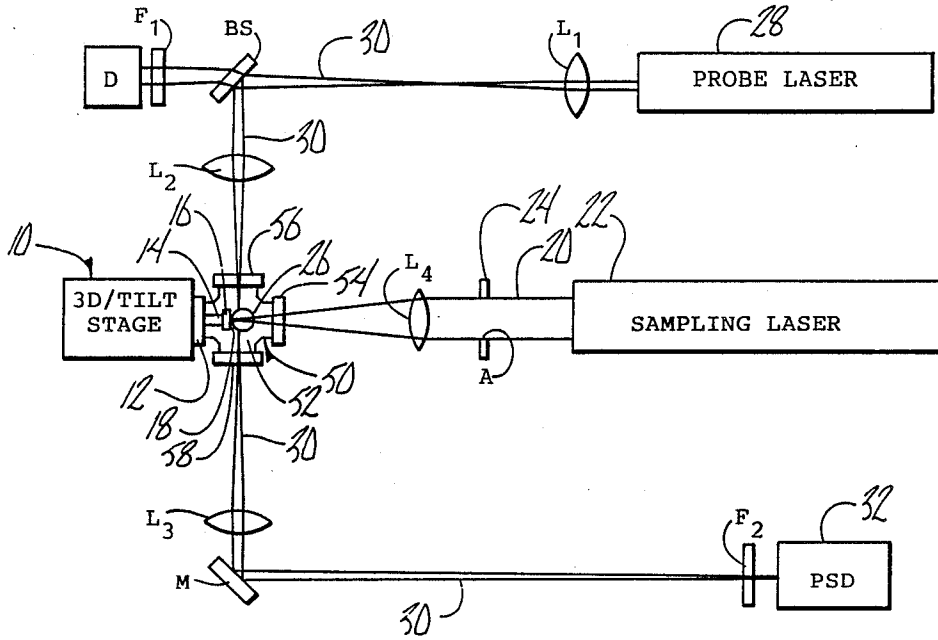 F1
BS
30
L1
28
D
PROBE LASER
30
L2
16
56
24
22
10
14
26
54
L4
20
3D/TILT
STAGE
SAMPLING LASER
A
12
18
58
52
50
30
L3
F2
32
M
PSD
30